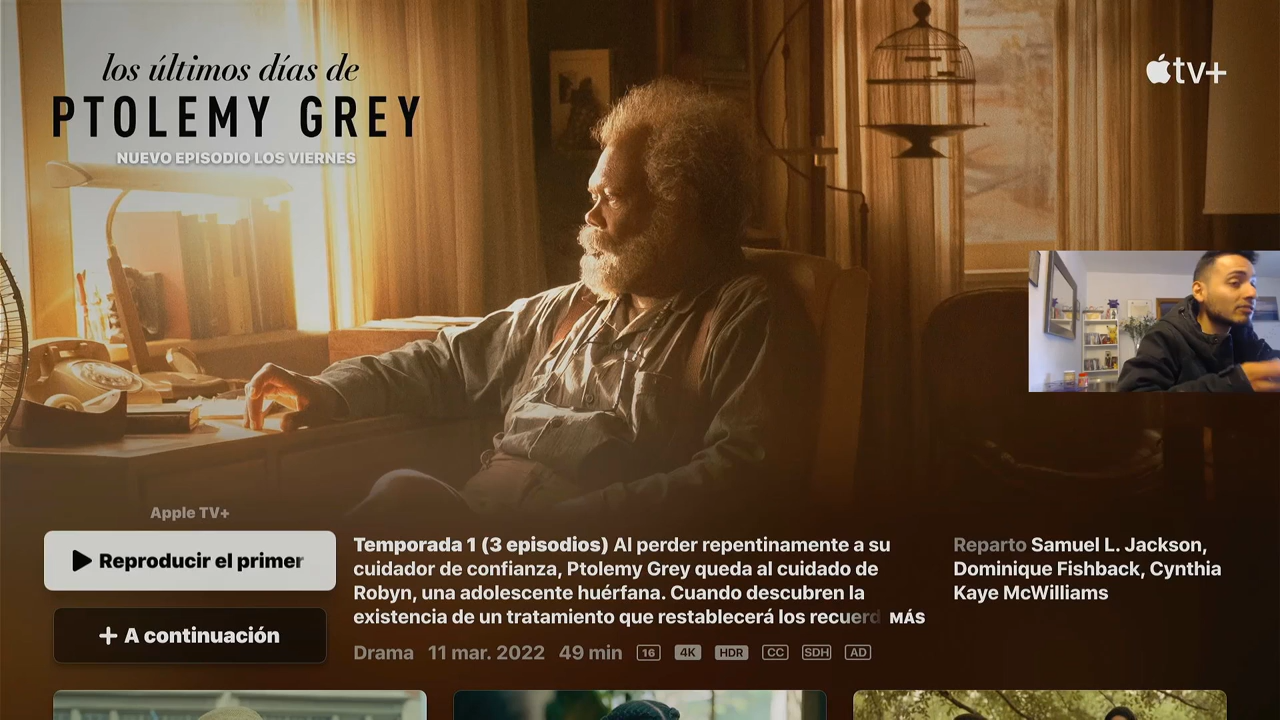 los últimos días de
PTOLEMY GREY
NUEVO EPISODIO LOS VIERNES
tv+
Apple TV+
Reproducir el primer
A continuación
Temporada 1 (3 episodios) Al perder repentinamente a su
cuidador de confianza, Ptolemy Grey queda al cuidado de
Robyn, una adolescente huérfana. Cuando descubren la
existencia de un tratamiento que restablecerá los recuerd MÁS
Drama 11 mar. 2022 49 min 16 4K HDR CC SDH AD
Reparto Samuel L. Jackson,
Dominique Fishback, Cynthia
Kaye McWilliams